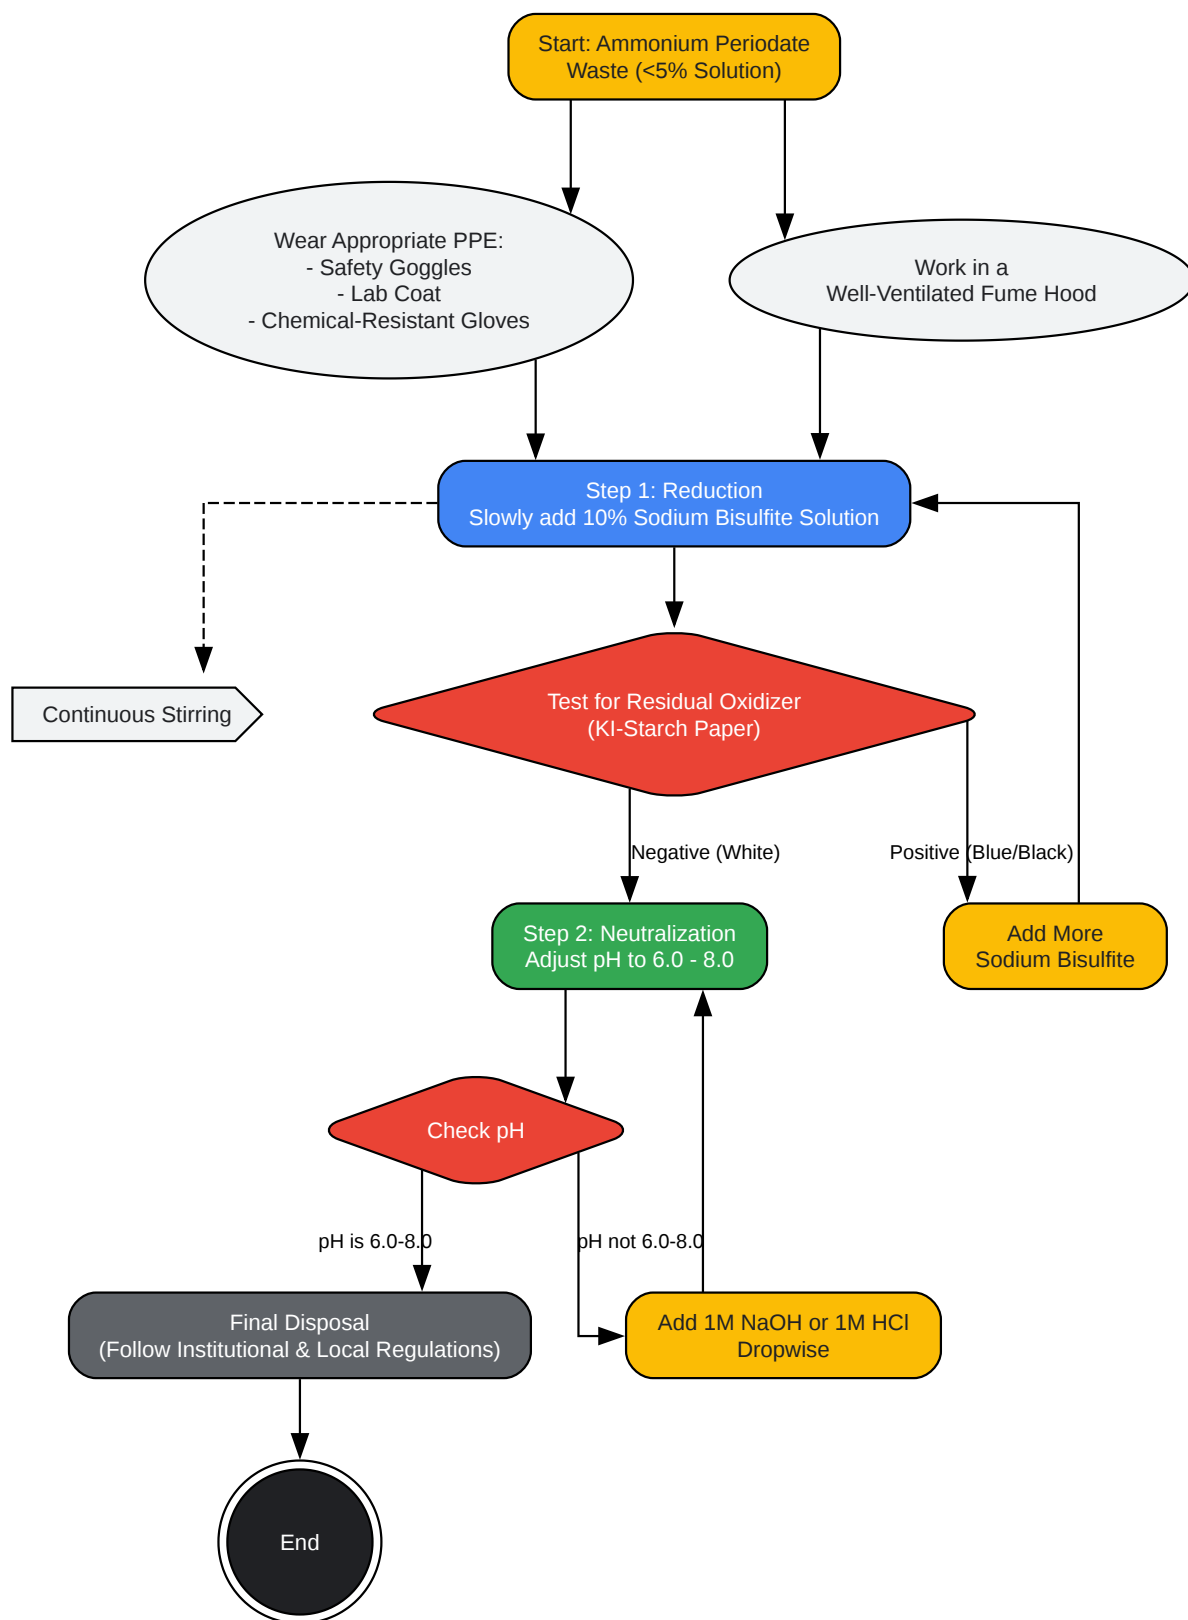 Start: Ammonium Periodate
Waste (<5% Solution)
Wear Appropriate PPE:
- Safety Goggles
- Lab Coat
- Chemical-Resistant Gloves
Work in a
Well-Ventilated Fume Hood
Step 1: Reduction
Slowly add 10% Sodium Bisulfite Solution
Continuous Stirring
Test for Residual Oxidizer
(KI-Starch Paper)
Negative (White)
Positive (Blue/Black)
Step 2: Neutralization
Adjust pH to 6.0 - 8.0
Add More
Sodium Bisulfite
Check pH
pH is 6.0-8.0
pH not 6.0-8.0
Final Disposal
(Follow Institutional & Local Regulations)
Add 1M NaOH or 1M HCl
Dropwise
End